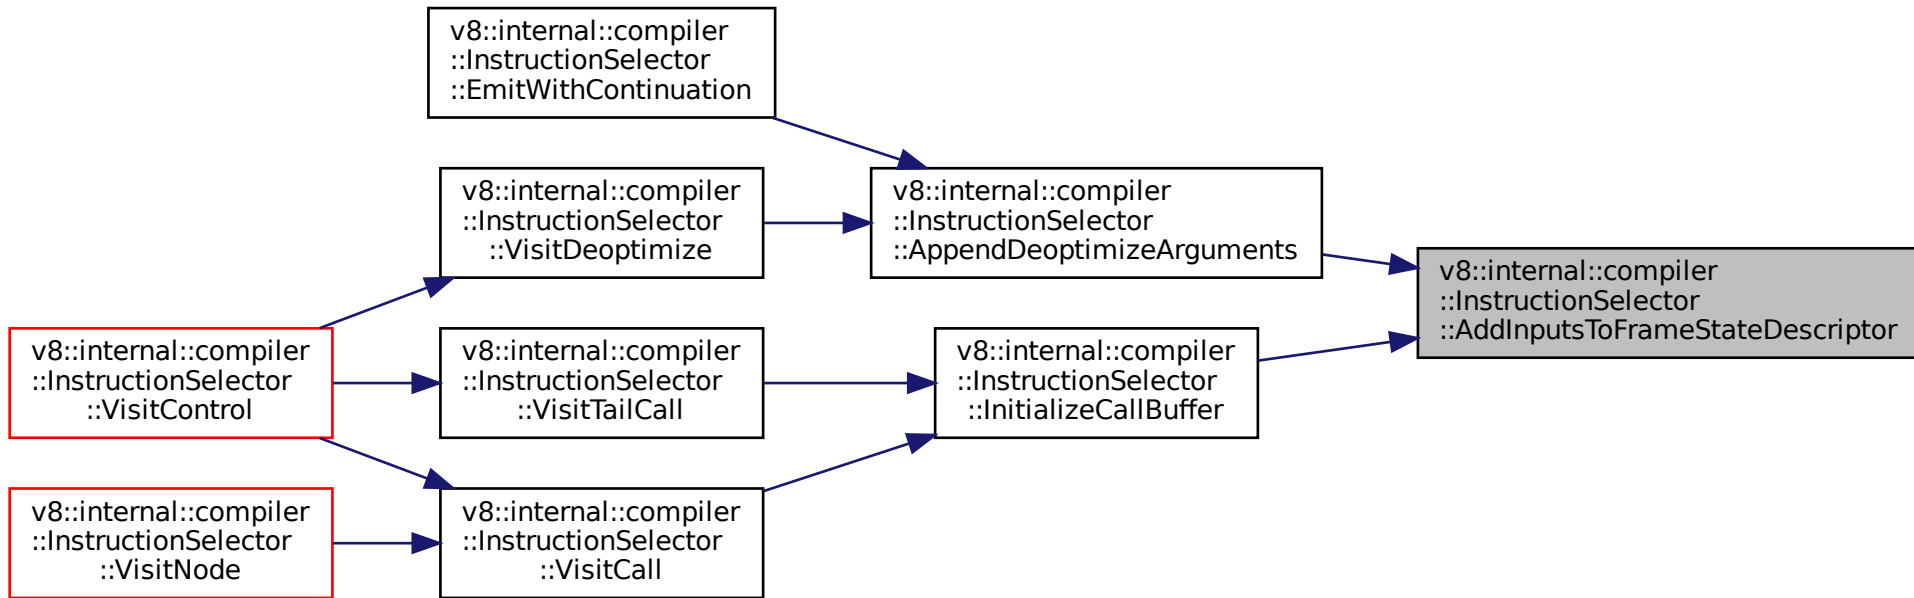 v8::internal::compiler
::InstructionSelector
::EmitWithContinuation
v8::internal::compiler
::InstructionSelector
::VisitDeoptimize
v8::internal::compiler
::InstructionSelector
::AppendDeoptimizeArguments
v8::internal::compiler
::InstructionSelector
::AddInputsToFrameStateDescriptor
v8::internal::compiler
::InstructionSelector
::VisitControl
v8::internal::compiler
::InstructionSelector
::VisitTailCall
v8::internal::compiler
::InstructionSelector
::InitializeCallBuffer
v8::internal::compiler
::InstructionSelector
::VisitNode
v8::internal::compiler
::InstructionSelector
::VisitCall